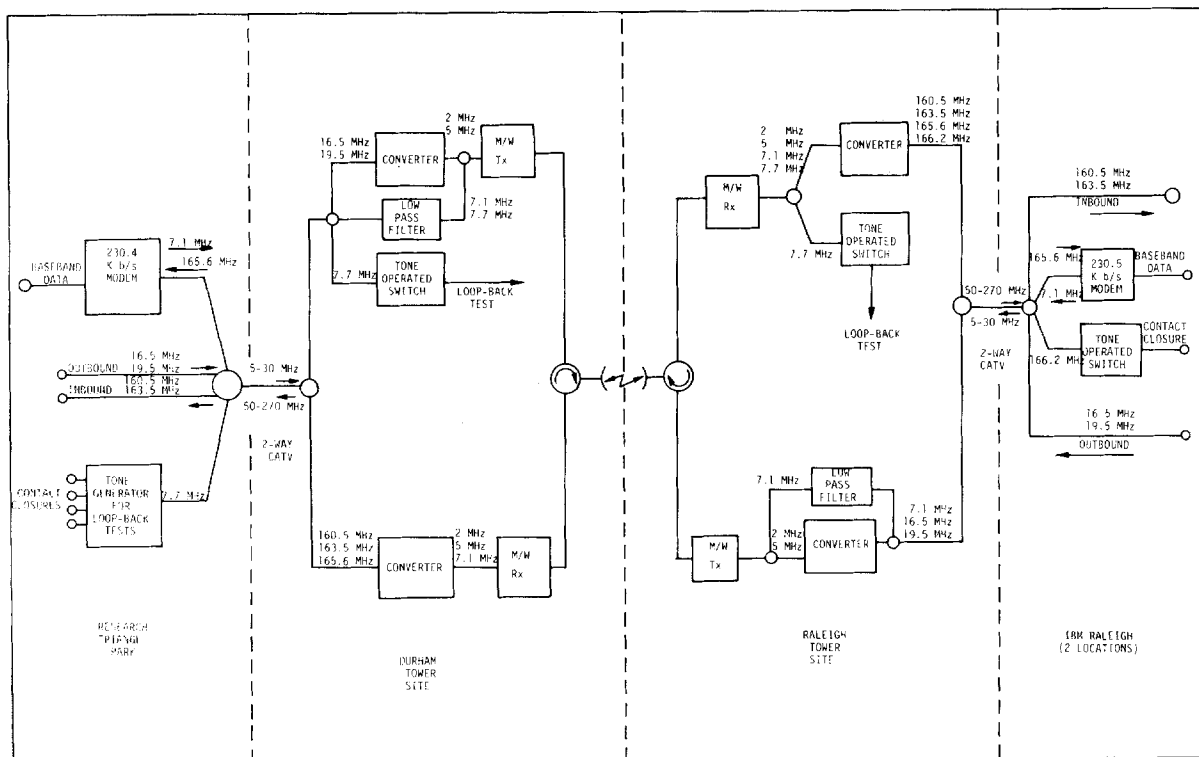 7.1 MHz
165.6 MHz
230.4
K b/s
MODEM
BASEBAND
DATA
16.5 MHz
19.5 MHz
OUTBOUND
160.5 MHz
INBOUND
163.5 MHz
TONE
GENERATOR
FOR
LOOP-BACK
TESTS
CONTACT
CLOSURES
7.7 MHz
RESEARCH
TRIANGLE
PARK
5-30 MHz
50-270 MHz
2-WAY
CATV
16.5 MHz
19.5 MHz
CONVERTER
2 MHz
5 MHz
M/W
Tx
LOW
PASS
FILTER
7.1 MHz
7.7 MHz
7.7 MHz
TONE
OPERATED
SWITCH
LOOP-BACK
TEST
160.5 MHz
163.5 MHz
165.6 MHz
CONVERTER
2 MHz
5 MHz
7.1 MHz
M/W
Rx
DURHAM
TOWER
SITE
M/W
Rx
2 MHz
5 MHz
7.1 MHz
7.7 MHz
CONVERTER
160.5 MHz
163.5 MHz
165.6 MHz
166.2 MHz
7.7 MHz
TONE
OPERATED
SWITCH
LOOP-BACK
TEST
M/W
Tx
7.1 MHz
LOW
PASS
FILTER
2 MHz
5 MHz
CONVERTER
7.1 MHz
16.5 MHz
19.5 MHz
RALEIGH
TOWER
SITE
50-270 MHz
5-30 MHz
2-WAY
CATV
160.5 MHz
163.5 MHz
INBOUND
165.6 MHz
7.1 MHz
230.5
K b/s
MODEM
BASEBAND
DATA
166.2 MHz
TONE
OPERATED
SWITCH
CONTACT
CLOSURE
16.5 MHz
19.5 MHz
OUTBOUND
IBM RALEIGH
(2 LOCATIONS)